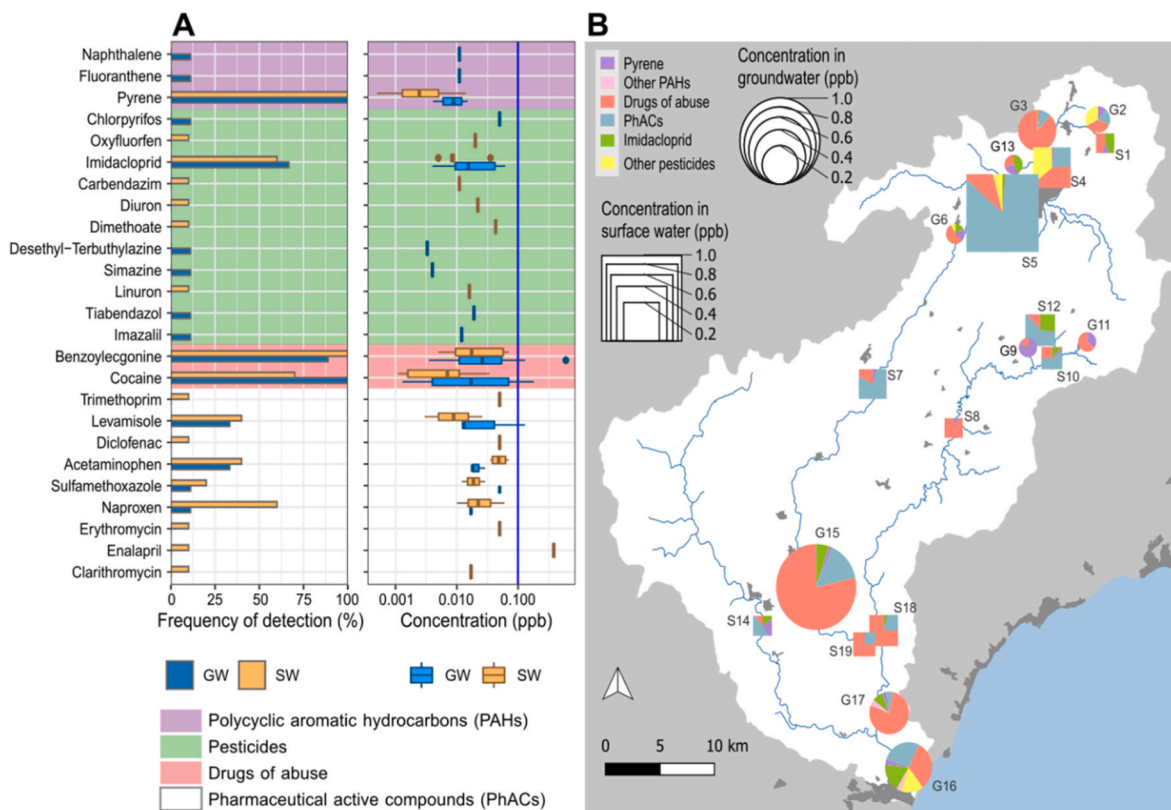 A
Naphthalene
Fluoranthene
Pyrene
Chlorpyrifos
Oxyfluorfen
Imidacloprid
Carbendazim
Diuron
Dimethoate
Desethyl−Terbuthylazine
Simazine
Linuron
Tiabendazol
Imazalil
Benzoylecgonine
Cocaine
Trimethoprim
Levamisole
Diclofenac
Acetaminophen
Sulfamethoxazole
Naproxen
Erythromycin
Enalapril
Clarithromycin
0 25 50 75 100
Frequency of detection (%)
0.001 0.010 0.100
Concentration (ppb)
GW SW
GW SW
Polycyclic aromatic hydrocarbons (PAHs)
Pesticides
Drugs of abuse
Pharmaceutical active compounds (PhACs)
B
Pyrene
Other PAHs
Drugs of abuse
PhACs
Imidacloprid
Other pesticides
Concentration in
groundwater (ppb)
1.0
0.8
0.6
0.4
0.2
Concentration in
surface water (ppb)
1.0
0.8
0.6
0.4
0.2
G3
G2
S1
G13
S4
G6
S5
S12
G11
G9
S10
S7
S8
G15
S14
S18
S19
G17
G16
0 5 10 km